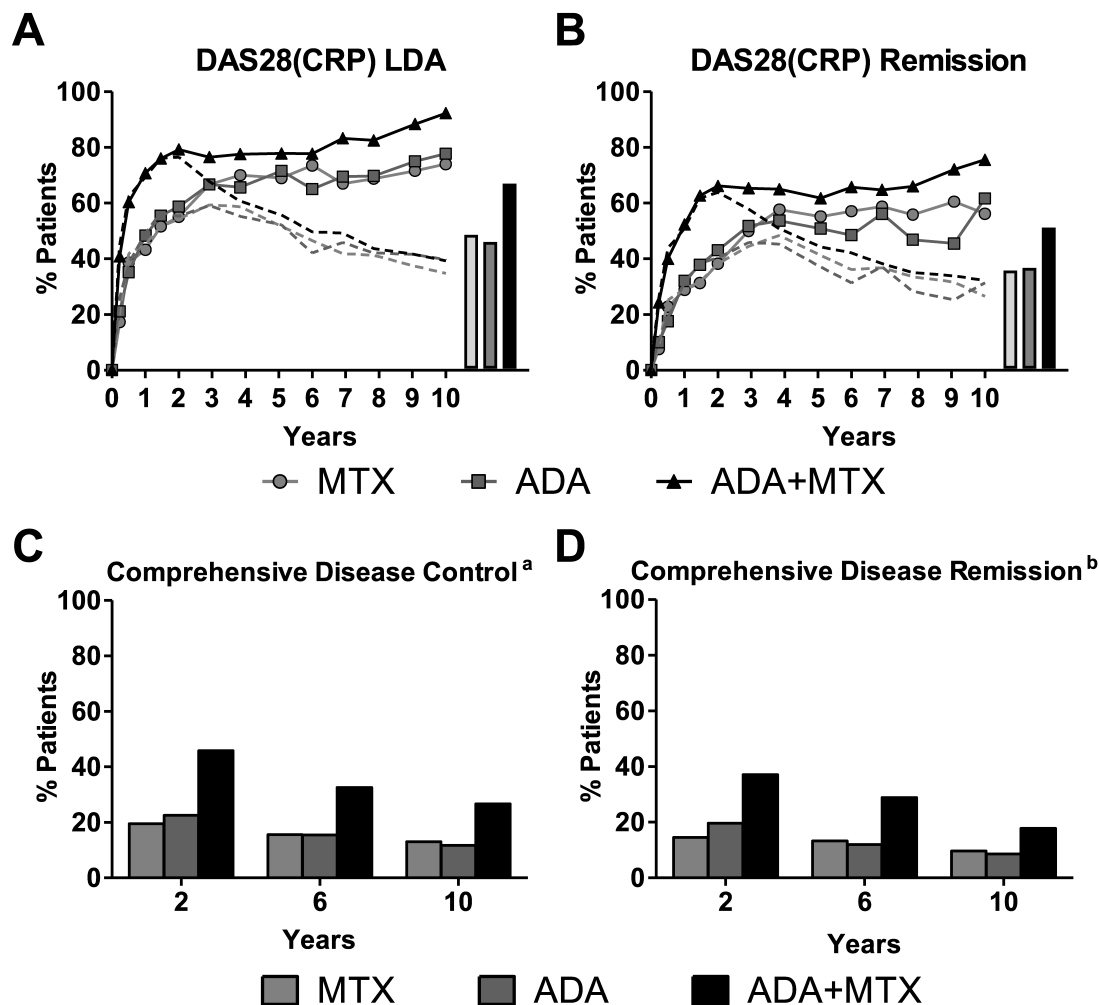 A
B
DAS28(CRP) LDA
DAS28(CRP) Remission
% Patients
100
80
60
40
20
0
0 1 2 3 4 5 6 7 8 9 10
Years
% Patients
100
80
60
40
20
0
0 1 2 3 4 5 6 7 8 9 10
Years
MTX ADA ADA+MTX
C
D
Comprehensive Disease Control a
Comprehensive Disease Remission b
% Patients
100
80
60
40
20
0
2 6 10
Years
% Patients
100
80
60
40
20
0
2 6 10
Years
MTX ADA ADA+MTX